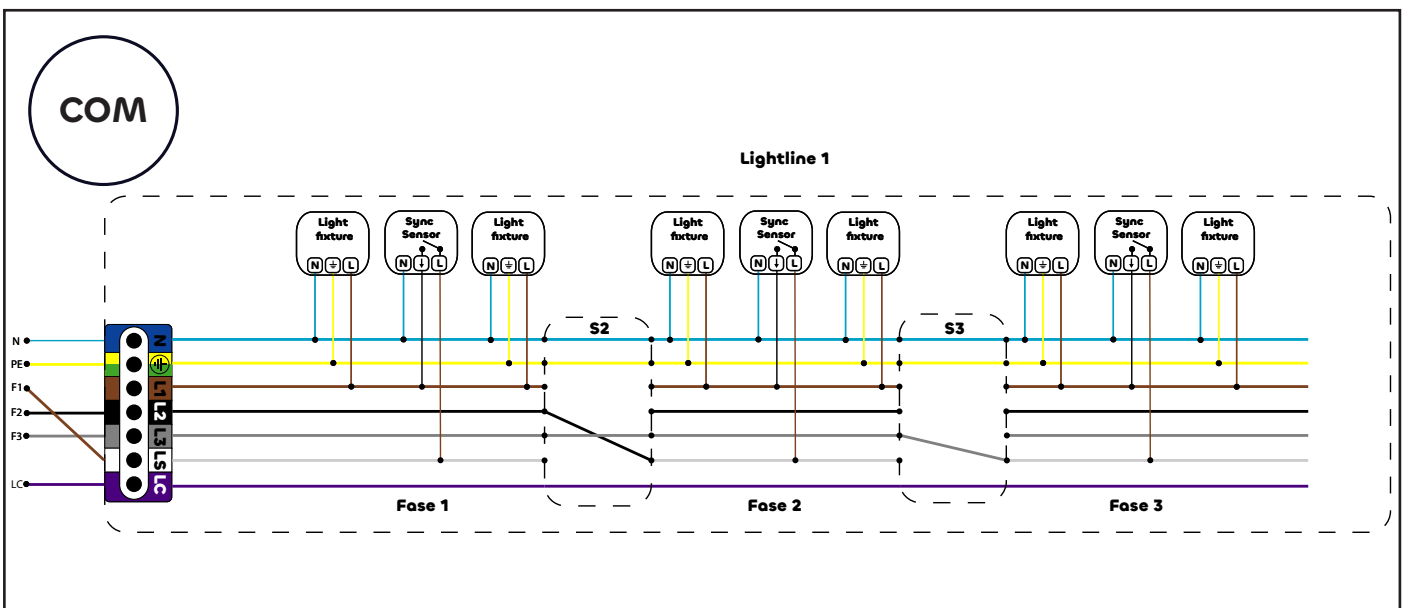 COM
Lightline 1
Light
fixture
N L
Sync
Sensor
N L
Light
fixture
N L
Light
fixture
N L
Sync
Sensor
N L
Light
fixture
N L
Light
fixture
N L
Sync
Sensor
N L
Light
fixture
N L
S2
S3
N
PE
F1
F2
F3
LC
N
L1
L2
L3
LS
LC
Fase 1
Fase 2
Fase 3